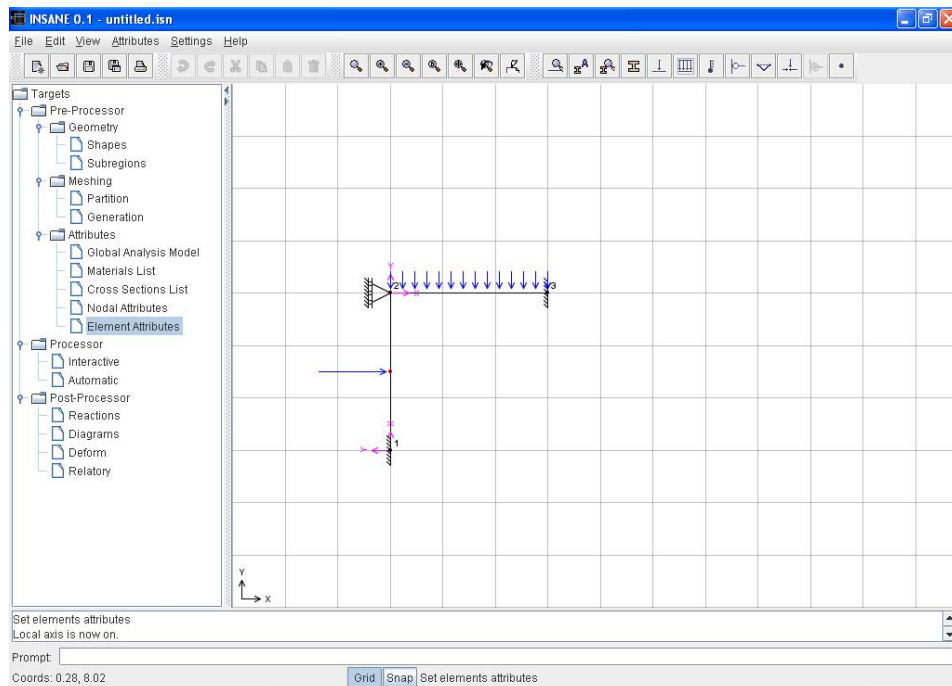 INSANE 0.1 - untitled.isn
File Edit View Attributes Settings Help
Targets
Pre-Processor
Geometry
Shapes
Subregions
Meshing
Partition
Generation
Attributes
Global Analysis Model
Materials List
Cross Sections List
Nodal Attributes
Element Attributes
Processor
Interactive
Automatic
Post-Processor
Reactions
Diagrams
Deform
Relatory
Y
2 X 3
X
Y 1
Y
X
Set elements attributes
Local axis is now on.
Prompt:
Coords: 0.28, 8.02 Grid Snap Set elements attributes